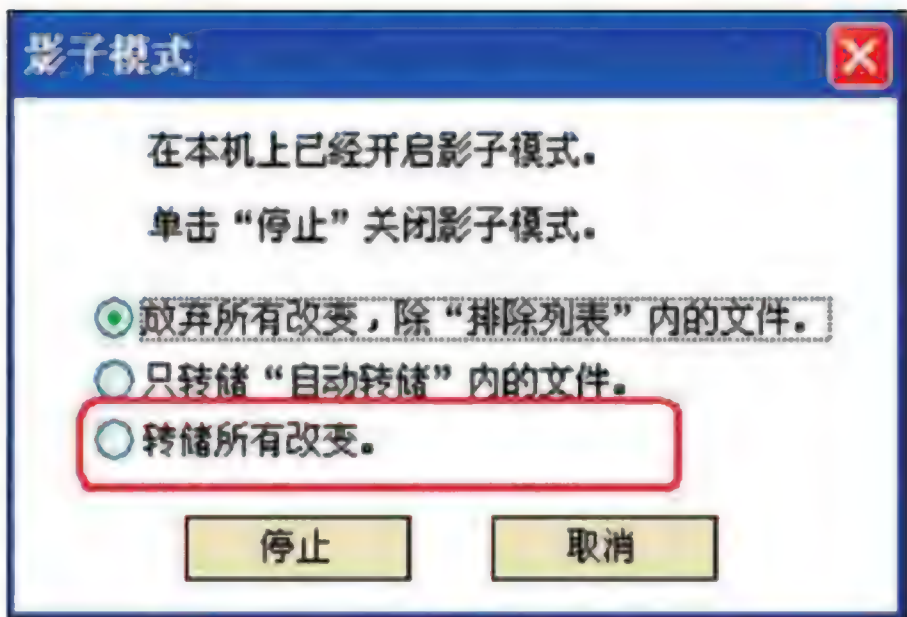 影子模式
在本机上已经开启影子模式。
单击“停止”关闭影子模式。
放弃所有改变，除“排除列表”内的文件。
只转储“自动转储”内的文件。
转储所有改变。
停止
取消